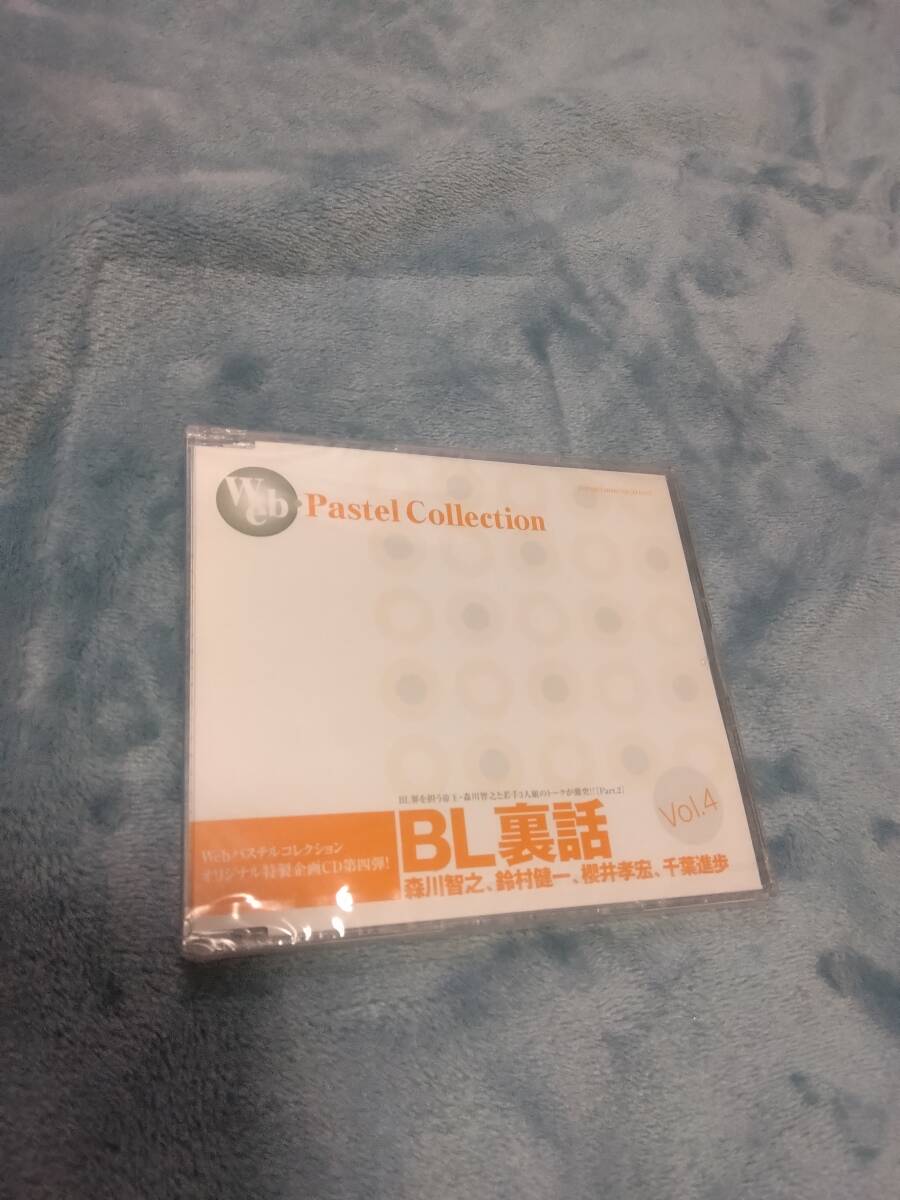 Web
Pastel Collection
Vol.4
BL界を担う帝王・森川智之と若手3人組のトークが激突!![Part.2]
Webパステルコレクション
オリジナル特製企画CD第四弾!
BL裏話
森川智之、鈴村健一、櫻井孝宏、千葉進歩